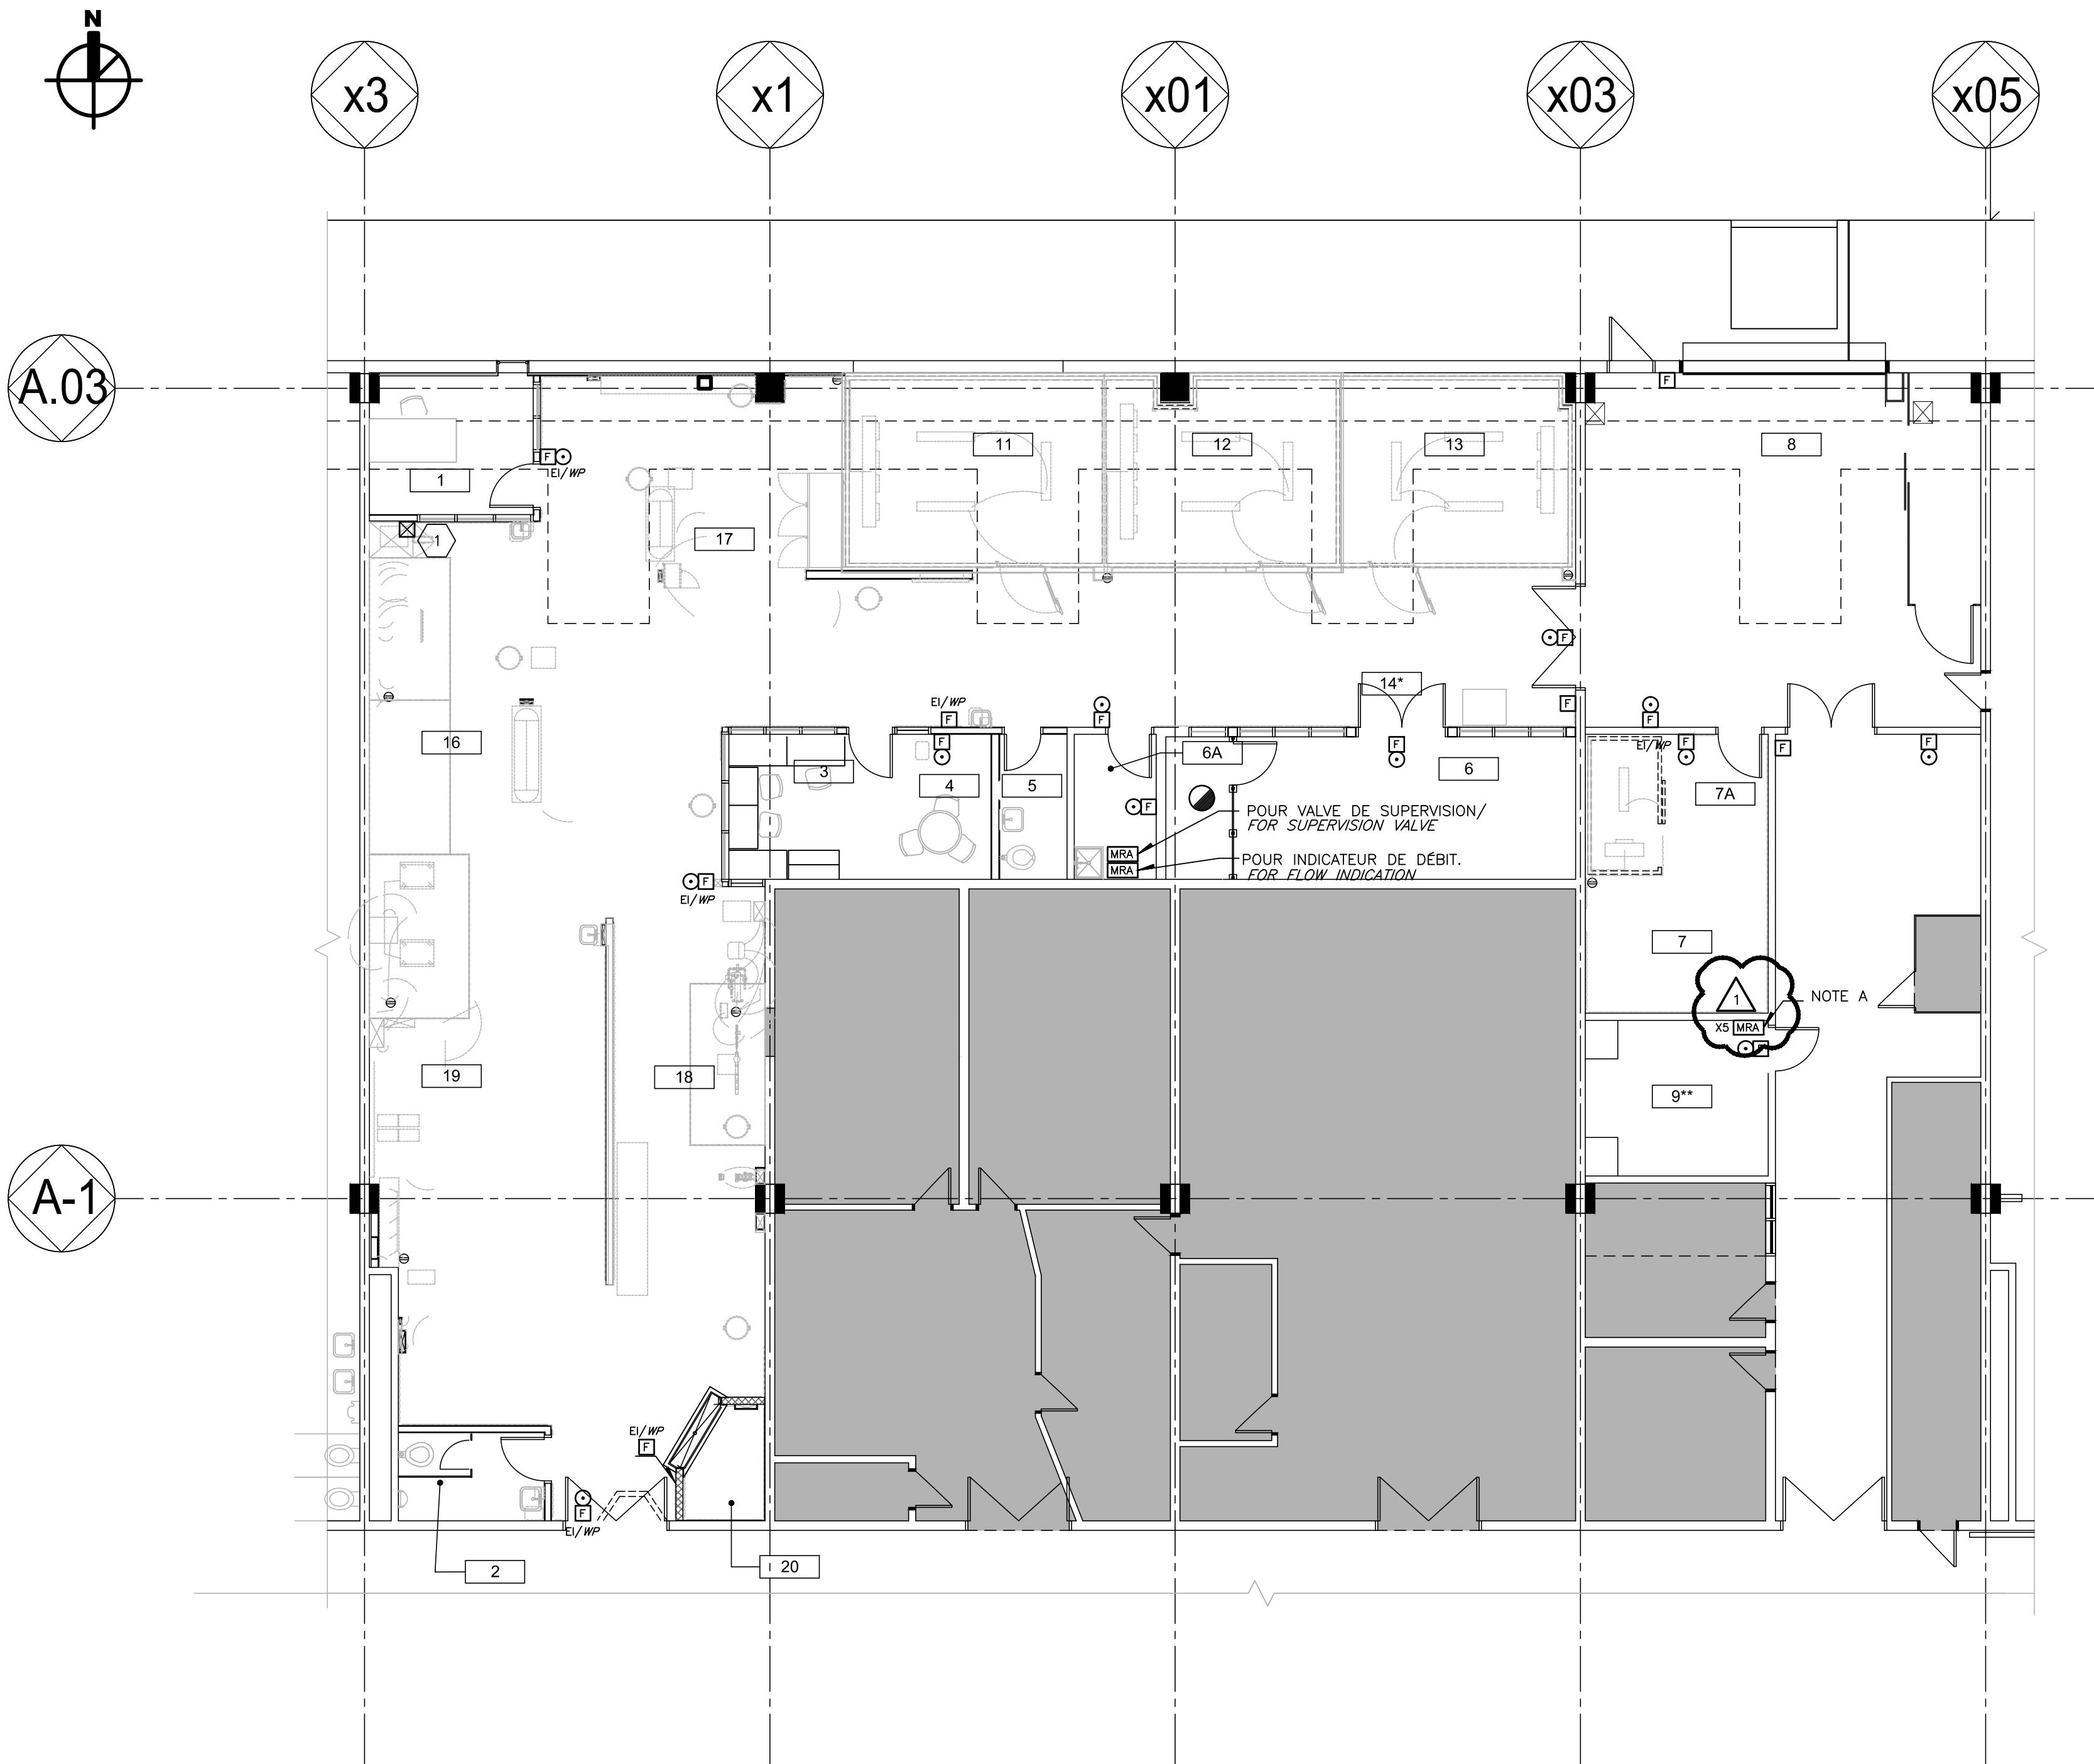 N
x3
x1
x01
x03
x05
A.03
F
11
12
13
8
F
EI/WP
1
1
17
F
14*
F
EI/WP
F
F
F
16
F
6A
F
EI/WP
F
F
F
3
4
5
6
7A
F
POUR VALVE DE SUPERVISION/
FOR SUPERVISION VALVE
MRA
POUR INDICATEUR DE DÉBIT.
FOR FLOW INDICATION
MRA
F
EI/WP
7
1
NOTE A
X5
MRA
F
19
18
9**
A-1
EI/WP
F
F
EI/WP
2
20